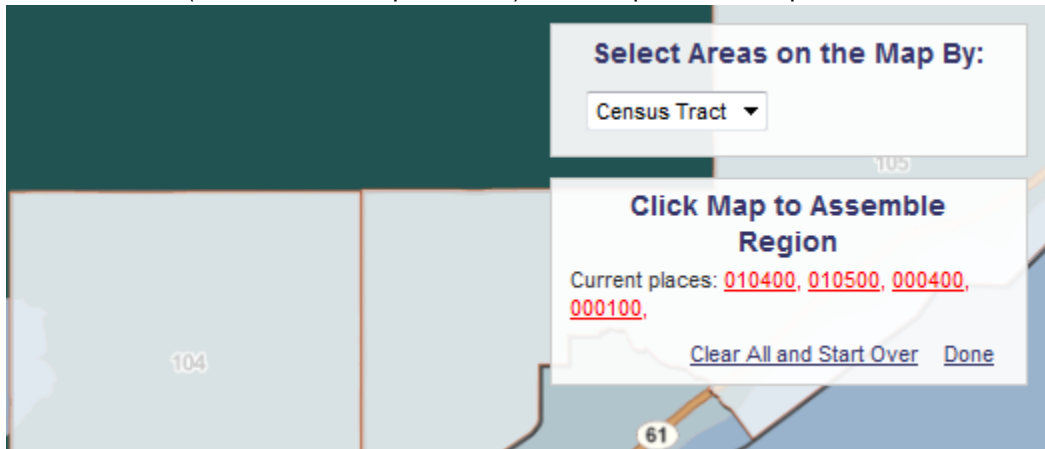 Select Areas on the Map By:
Census Tract
105
Click Map to Assemble
Region
Current places: 010400, 010500, 000400,
000100,
Clear All and Start Over Done
104
61